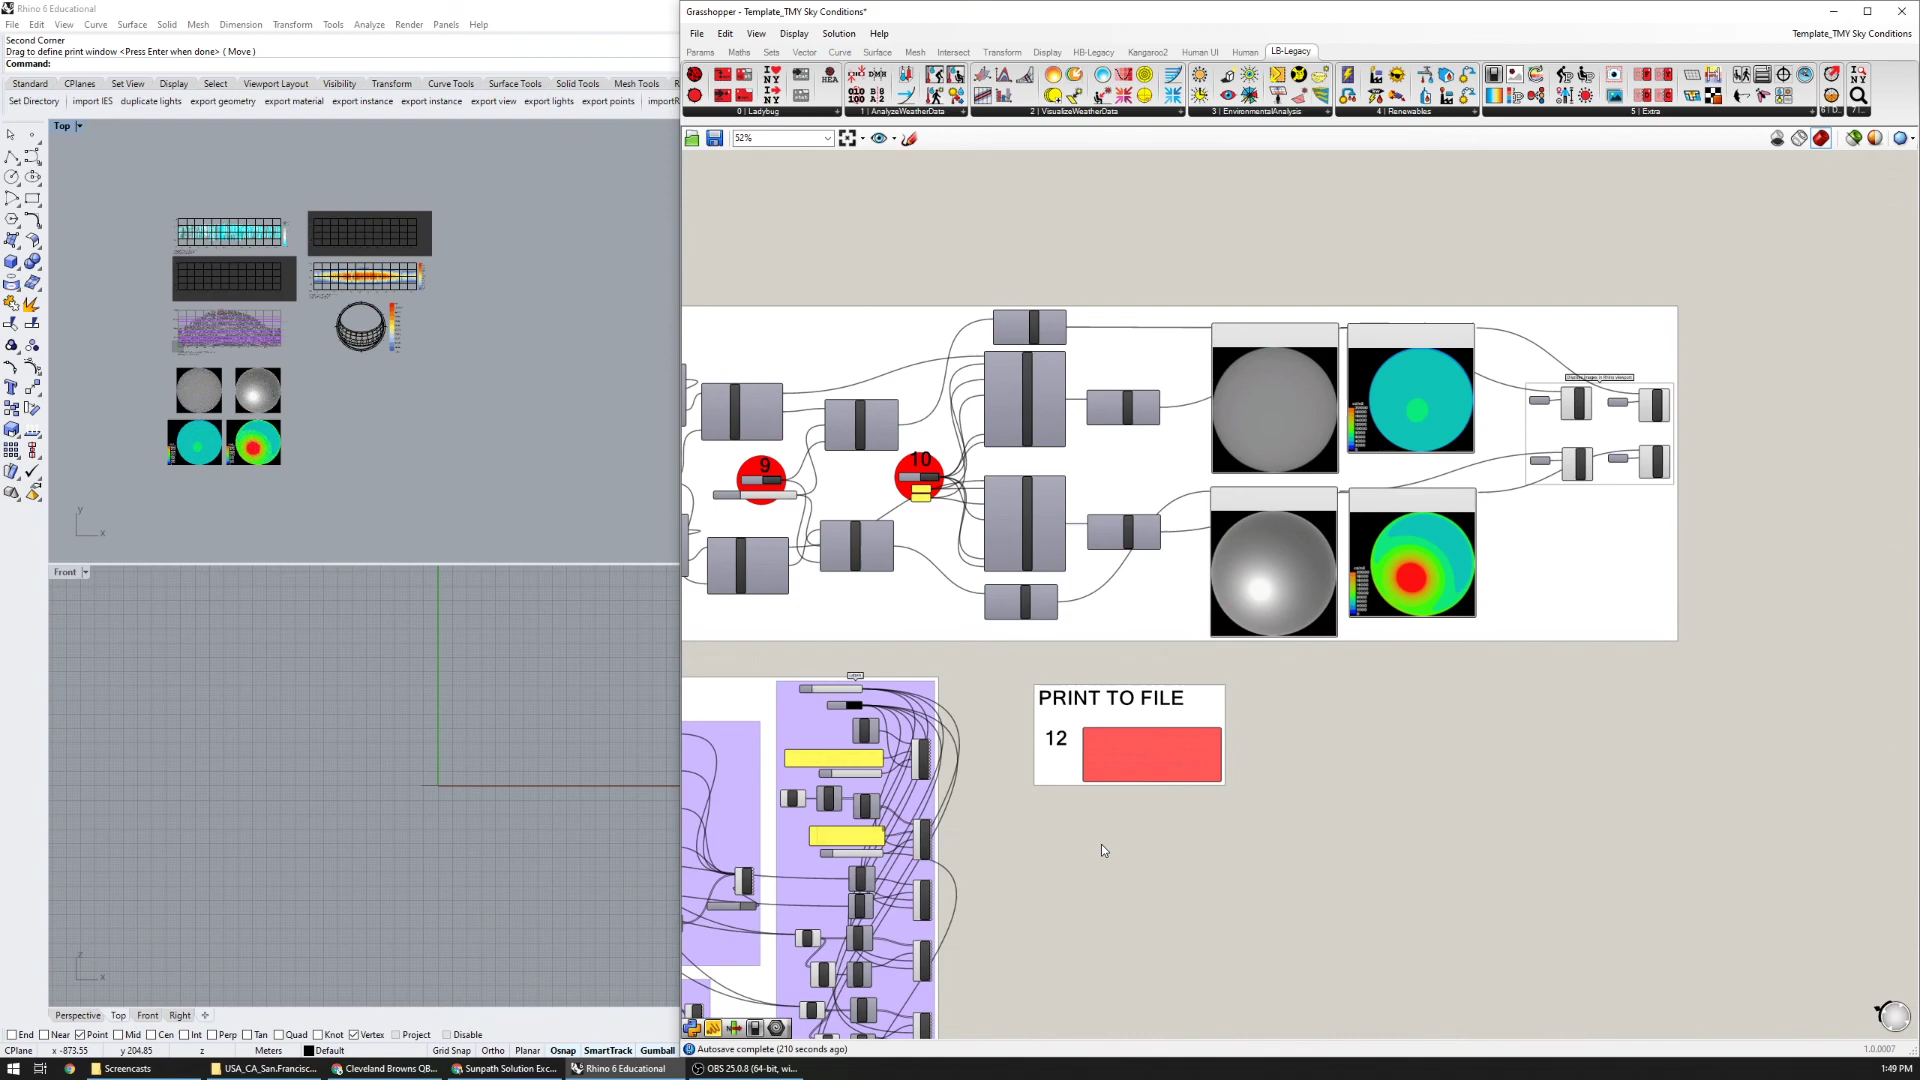 Rhino 6 Educational
File Edit View Curve Surface Solid Mesh Dimension Transform Tools Analyze Render Panels Help
Second Corner
Drag to define print window <Press Enter when done> ( Move )
Command:
Standard CPlanes Set View Display Select Viewport Layout Visibility Transform Curve Tools Surface Tools Solid Tools Mesh Tools
Set Directory import IES duplicate lights export geometry export material export instance export instance export view export lights export points
Top
y
x
Front
z
x
Perspective Top Front Right
End Near Point Mid Cen Int Perp Tan Quad Knot Vertex Project Disable
CPlane x -873.55 y 204.85 z Meters Default Grid Snap Ortho Planar Osnap SmartTrack Gumball
Grasshopper - Template_TMY Sky Conditions*
File Edit View Display Solution Help
Template_TMY Sky Conditions
Params Maths Sets Vector Curve Surface Mesh Intersect Transform Display HB-Legacy Kangaroo2 Human UI Human LB-Legacy
0 | Ladybug 1 | AnalyzeWeatherData 2 | VisualizeWeatherData 3 | EnvironmentalAnalysis 4 | Renewables 5 | Extra
52%
9
10
PRINT TO FILE
12
Autosave complete (210 seconds ago)
1.0.0007
Screencasts USA_CA_San.Francisc... Cleveland Browns QB... Sunpath Solution Exc... Rhino 6 Educational OBS 25.0.8 (64-bit, wi... 1:49 PM